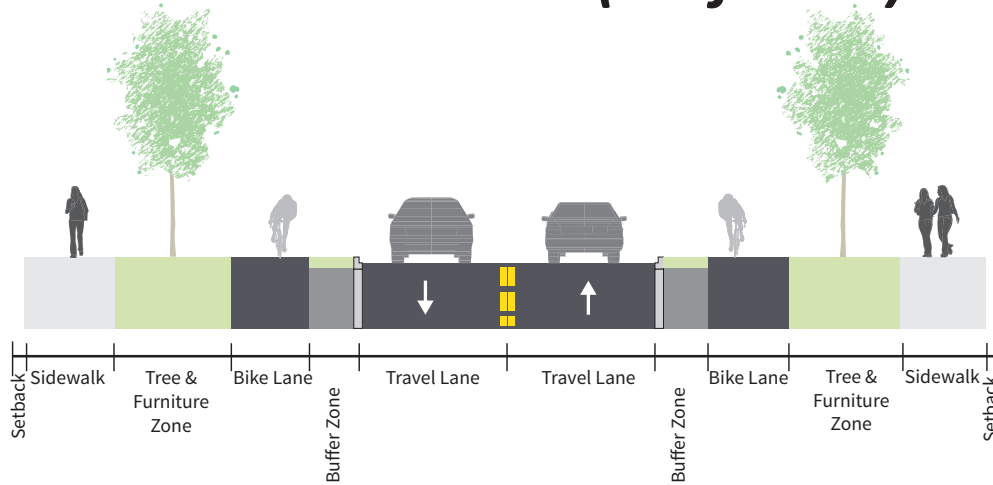 Setback
Sidewalk
Tree &
Furniture
Zone
Bike Lane
Buffer Zone
Travel Lane
Travel Lane
Buffer Zone
Bike Lane
Tree &
Furniture
Zone
Sidewalk
Setback